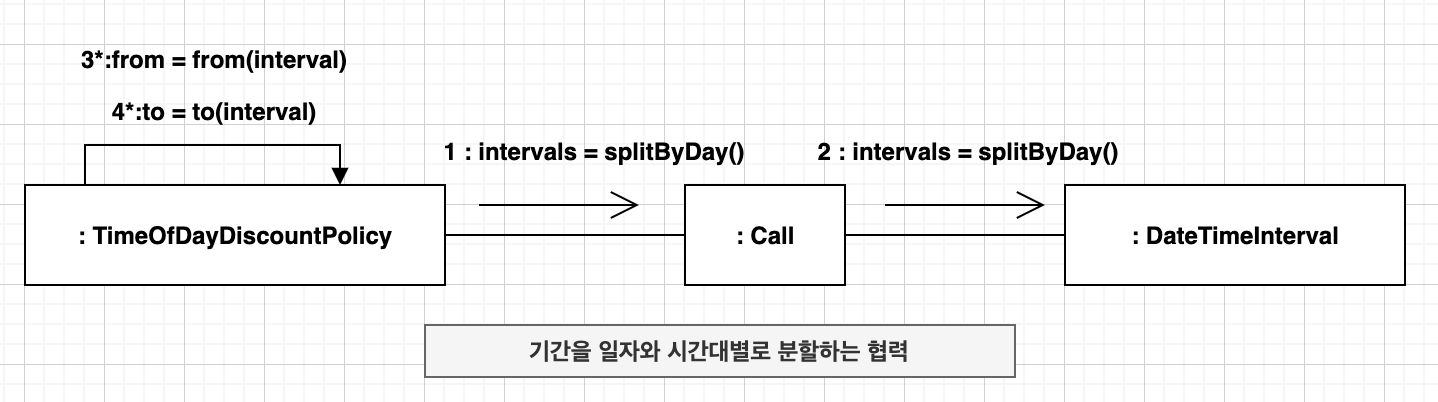 3*:from = from(interval)
4*:to = to(interval)
1 : intervals = splitByDay()
2 : intervals = splitByDay()
: TimeOfDayDiscountPolicy
: Call
: DateTimeInterval
기간을 일자와 시간대별로 분할하는 협력